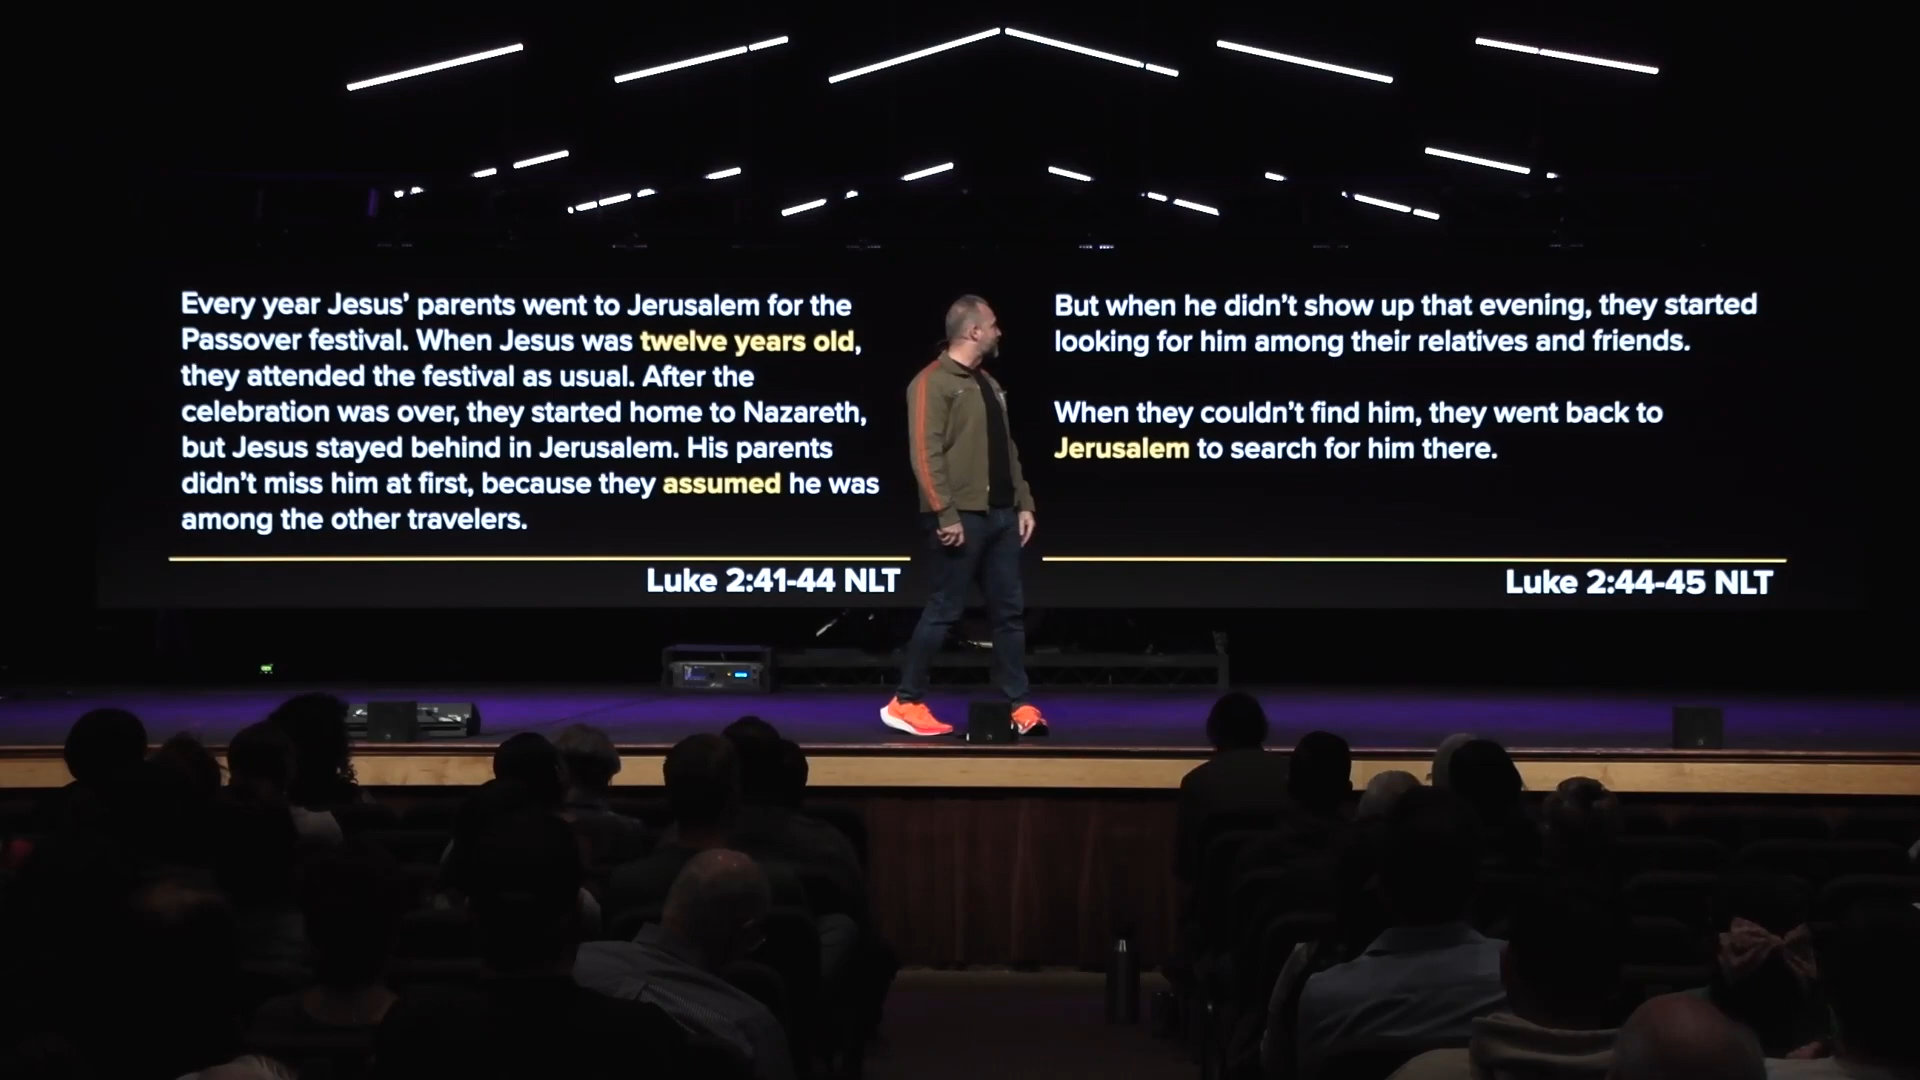 Every year Jesus’ parents went to Jerusalem for the
Passover festival. When Jesus was twelve years old,
they attended the festival as usual. After the
celebration was over, they started home to Nazareth,
but Jesus stayed behind in Jerusalem. His parents
didn’t miss him at first, because they assumed he was
among the other travelers.
Luke 2:41-44 NLT
But when he didn’t show up that evening, they started
looking for him among their relatives and friends.
When they couldn’t find him, they went back to
Jerusalem to search for him there.
Luke 2:44-45 NLT